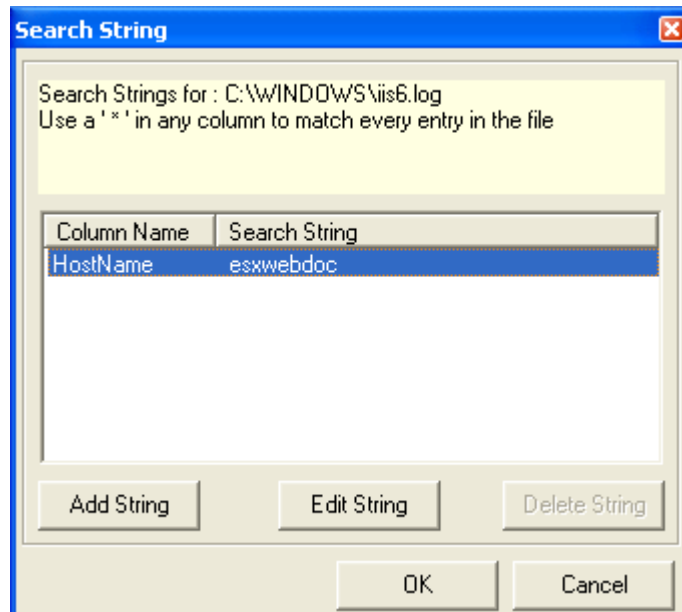 Search String
Search Strings for : C:\WINDOWS\iis6.log
Use a ' * ' in any column to match every entry in the file
Column Name Search String
HostName esxwebdoc
Add String Edit String Delete String
OK Cancel